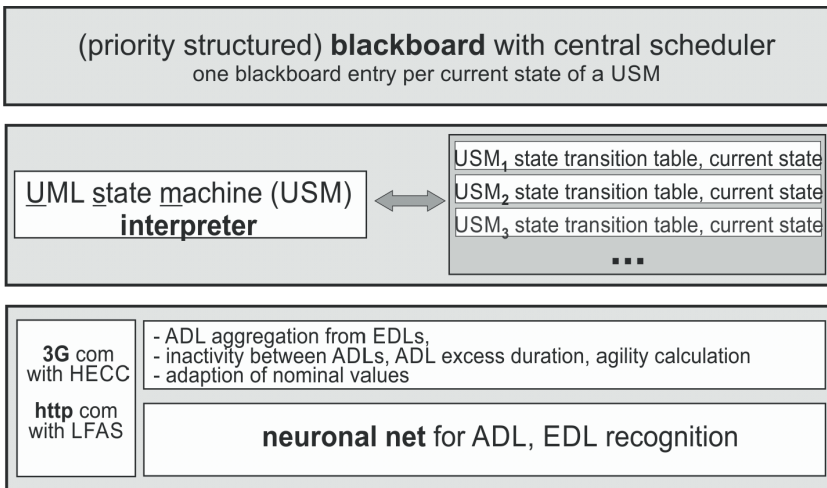 (priority structured) blackboard with central scheduler
one blackboard entry per current state of a USM
UML state machine (USM)
interpreter
USM1 state transition table, current state
USM2 state transition table, current state
USM3 state transition table, current state
...
3G com
with HECC
http com
with LFAS
- ADL aggregation from EDLs,
- inactivity between ADLs, ADL excess duration, agility calculation
- adaption of nominal values
neuronal net for ADL, EDL recognition